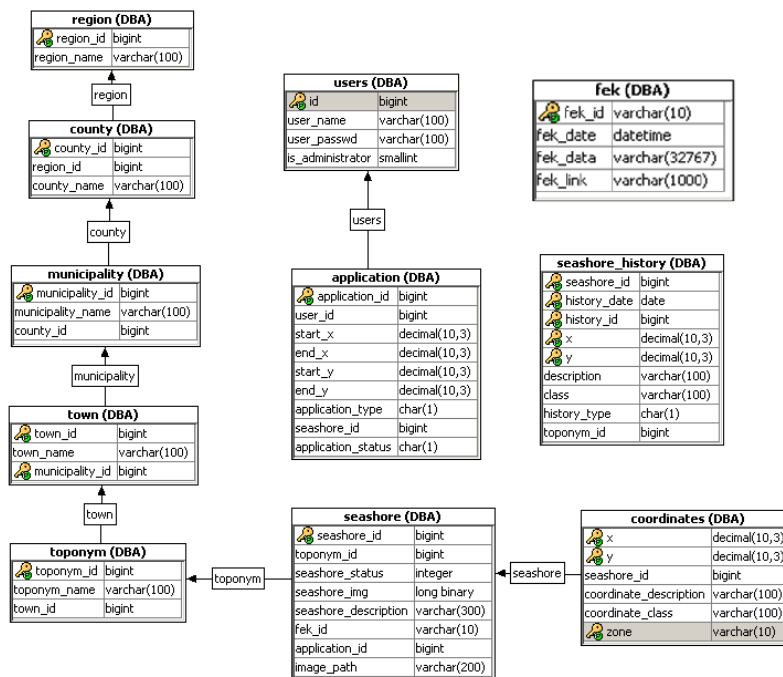 region (DBA)
region_id bigint
region_name varchar(100)
region
county (DBA)
county_id bigint
region_id bigint
county_name varchar(100)
county
municipality (DBA)
municipality_id bigint
municipality_name varchar(100)
county_id bigint
municipality
town (DBA)
town_id bigint
town_name varchar(100)
municipality_id bigint
town
toponym (DBA)
toponym_id bigint
toponym_name varchar(100)
town_id bigint
toponym
users (DBA)
id bigint
user_name varchar(100)
user_passwd varchar(100)
is_administrator smallint
users
application (DBA)
application_id bigint
user_id bigint
start_x decimal(10,3)
end_x decimal(10,3)
start_y decimal(10,3)
end_y decimal(10,3)
application_type char(1)
seashore_id bigint
application_status char(1)
seashore (DBA)
seashore_id bigint
toponym_id bigint
seashore_status integer
seashore_img long binary
seashore_description varchar(300)
fek_id varchar(10)
application_id bigint
image_path varchar(200)
seashore
fek (DBA)
fek_id varchar(10)
fek_date datetime
fek_data varchar(32767)
fek_link varchar(1000)
seashore_history (DBA)
seashore_id bigint
history_date date
history_id bigint
x decimal(10,3)
y decimal(10,3)
description varchar(100)
class varchar(100)
history_type char(1)
toponym_id bigint
coordinates (DBA)
x decimal(10,3)
y decimal(10,3)
seashore_id bigint
coordinate_description varchar(100)
coordinate_class varchar(100)
zone varchar(10)